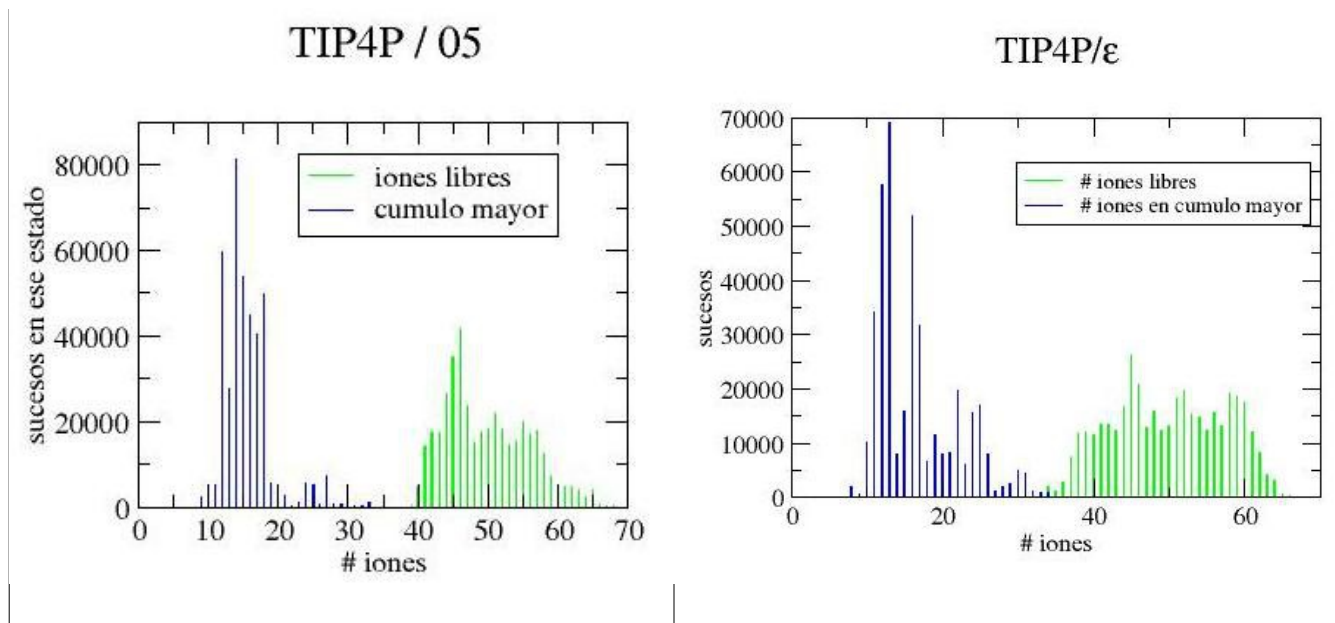 TIP4P / 05
80000
60000
40000
20000
0
sucesos en ese estado
iones libres
cumulo mayor
0 10 20 30 40 50 60 70
# iones
TIP4P/ε
70000
60000
50000
40000
30000
20000
10000
0
sucesos
# iones libres
# iones en cumulo mayor
0 20 40 60
# iones